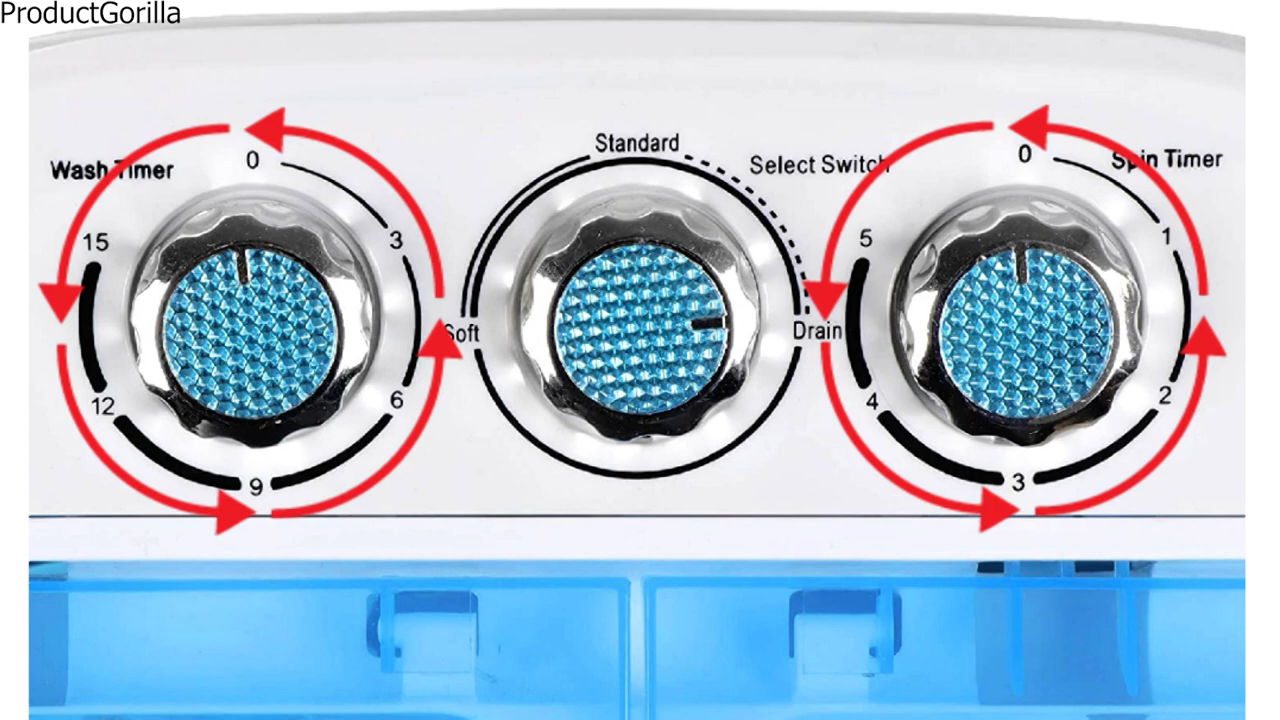 ProductGorilla
Wash Timer
0
3
6
9
12
15
Standard
Select Switch
Soft
Drain
Spin Timer
0
1
2
3
4
5